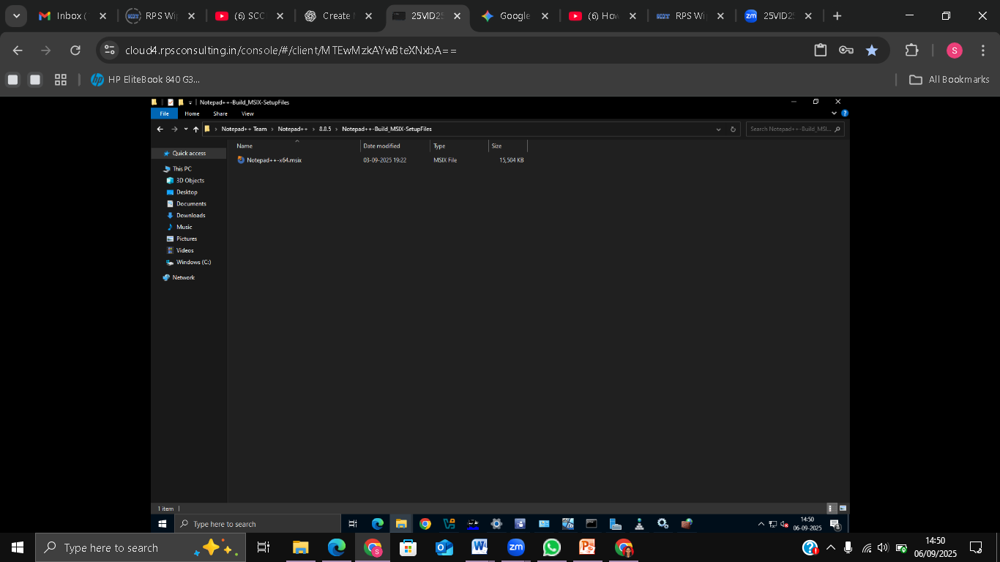 Inbox (
RPS Wi
(6) SCC
Create
25VID25
Google
(6) How
RPS Wi
zm
25VID25
cloud4.rpsconsulting.in/console/#/client/MTEwMzkAYwBteXNxbA==
S
HP EliteBook 840 G3...
All Bookmarks
Notepad++-Build_MSIX-SetupFiles
File
Home
Share
View
Notepad++ Team
Notepad++
8.8.5
Notepad++-Build_MSIX-SetupFiles
Search Notepad++-Build_MSI...
Name
Date modified
Type
Size
Notepad++-x64.msix
03-09-2025 19:22
MSIX File
15,504 KB
Quick access
This PC
3D Objects
Desktop
Documents
Downloads
Music
Pictures
Videos
Windows (C:)
Network
1 item
Type here to search
14:50
06-09-2025
Type here to search
zm
14:50
06/09/2025